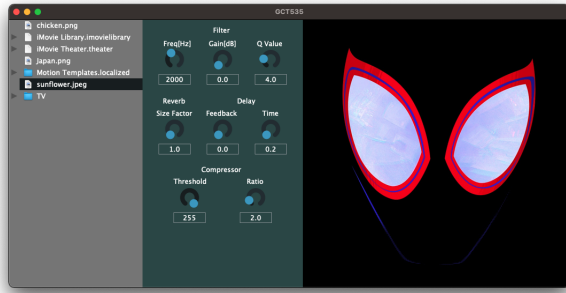 GCTS35
chicken.png
iMovie Library.imovielibrary
iMovie Theater.theater
Japan.png
Motion Templates.localized
sunflower.jpeg
TV
Filter
Freq[Hz] Gain[dB] Q Value
2000 0.0 4.0
Reverb Delay
Size Factor Feedback Time
1.0 0.0 0.2
Compressor
Threshold Ratio
255 2.0